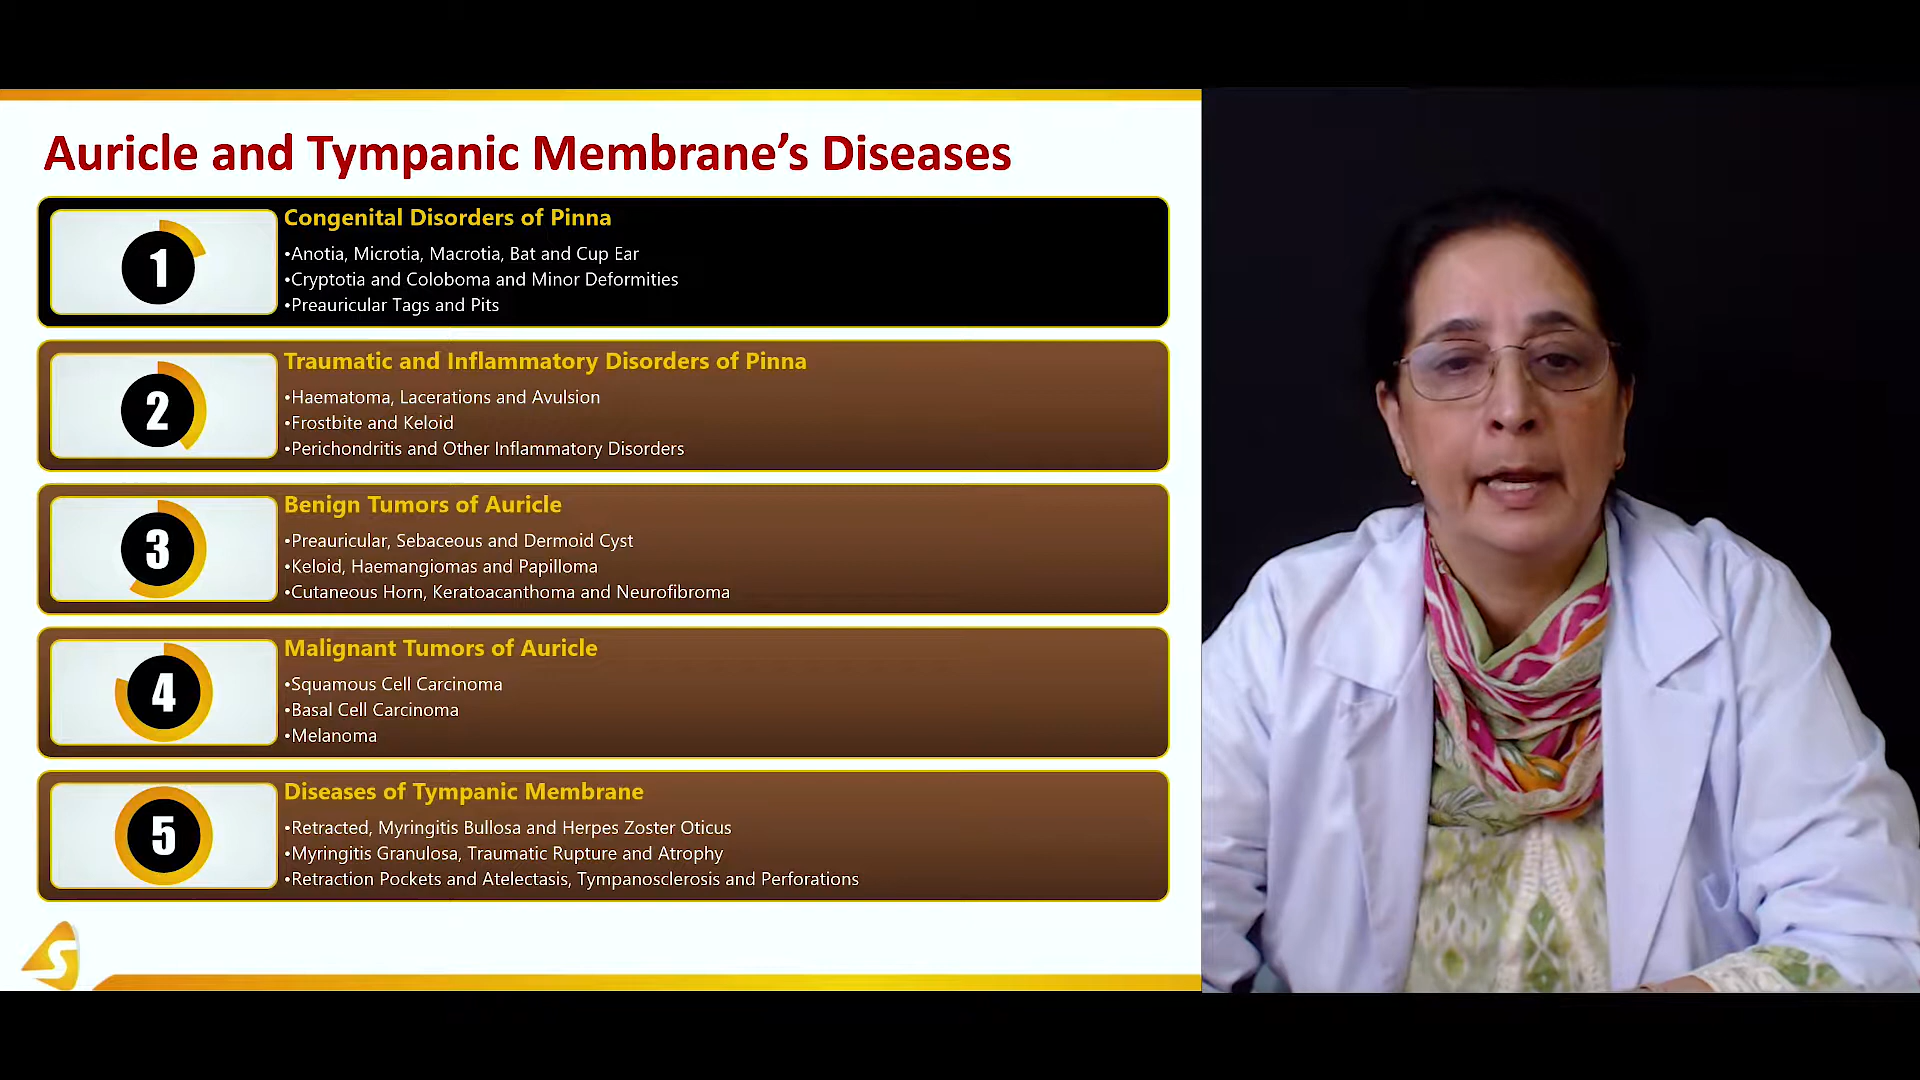 Auricle and Tympanic Membrane’s Diseases
1
Congenital Disorders of Pinna
•Anotia, Microtia, Macrotia, Bat and Cup Ear
•Cryptotia and Coloboma and Minor Deformities
•Preauricular Tags and Pits
2
Traumatic and Inflammatory Disorders of Pinna
•Haematoma, Lacerations and Avulsion
•Frostbite and Keloid
•Perichondritis and Other Inflammatory Disorders
3
Benign Tumors of Auricle
•Preauricular, Sebaceous and Dermoid Cyst
•Keloid, Haemangiomas and Papilloma
•Cutaneous Horn, Keratoacanthoma and Neurofibroma
4
Malignant Tumors of Auricle
•Squamous Cell Carcinoma
•Basal Cell Carcinoma
•Melanoma
5
Diseases of Tympanic Membrane
•Retracted, Myringitis Bullosa and Herpes Zoster Oticus
•Myringitis Granulosa, Traumatic Rupture and Atrophy
•Retraction Pockets and Atelectasis, Tympanosclerosis and Perforations
S